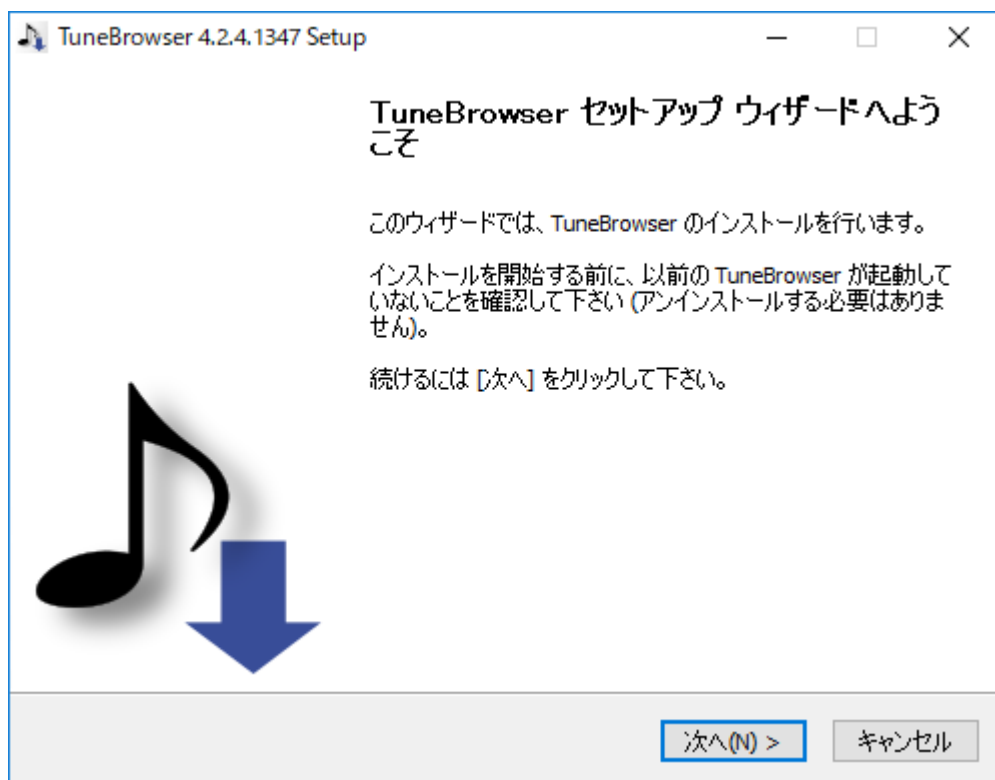 TuneBrowser 4.2.4.1347 Setup
TuneBrowser セットアップ ウィザードへよう
こそ
このウィザードでは、TuneBrowser のインストールを行います。
インストールを開始する前に、以前の TuneBrowser が起動して
いないことを確認して下さい (アンインストールする必要はありま
せん)。
続けるには [次へ] をクリックして下さい。
次へ(N) >
キャンセル